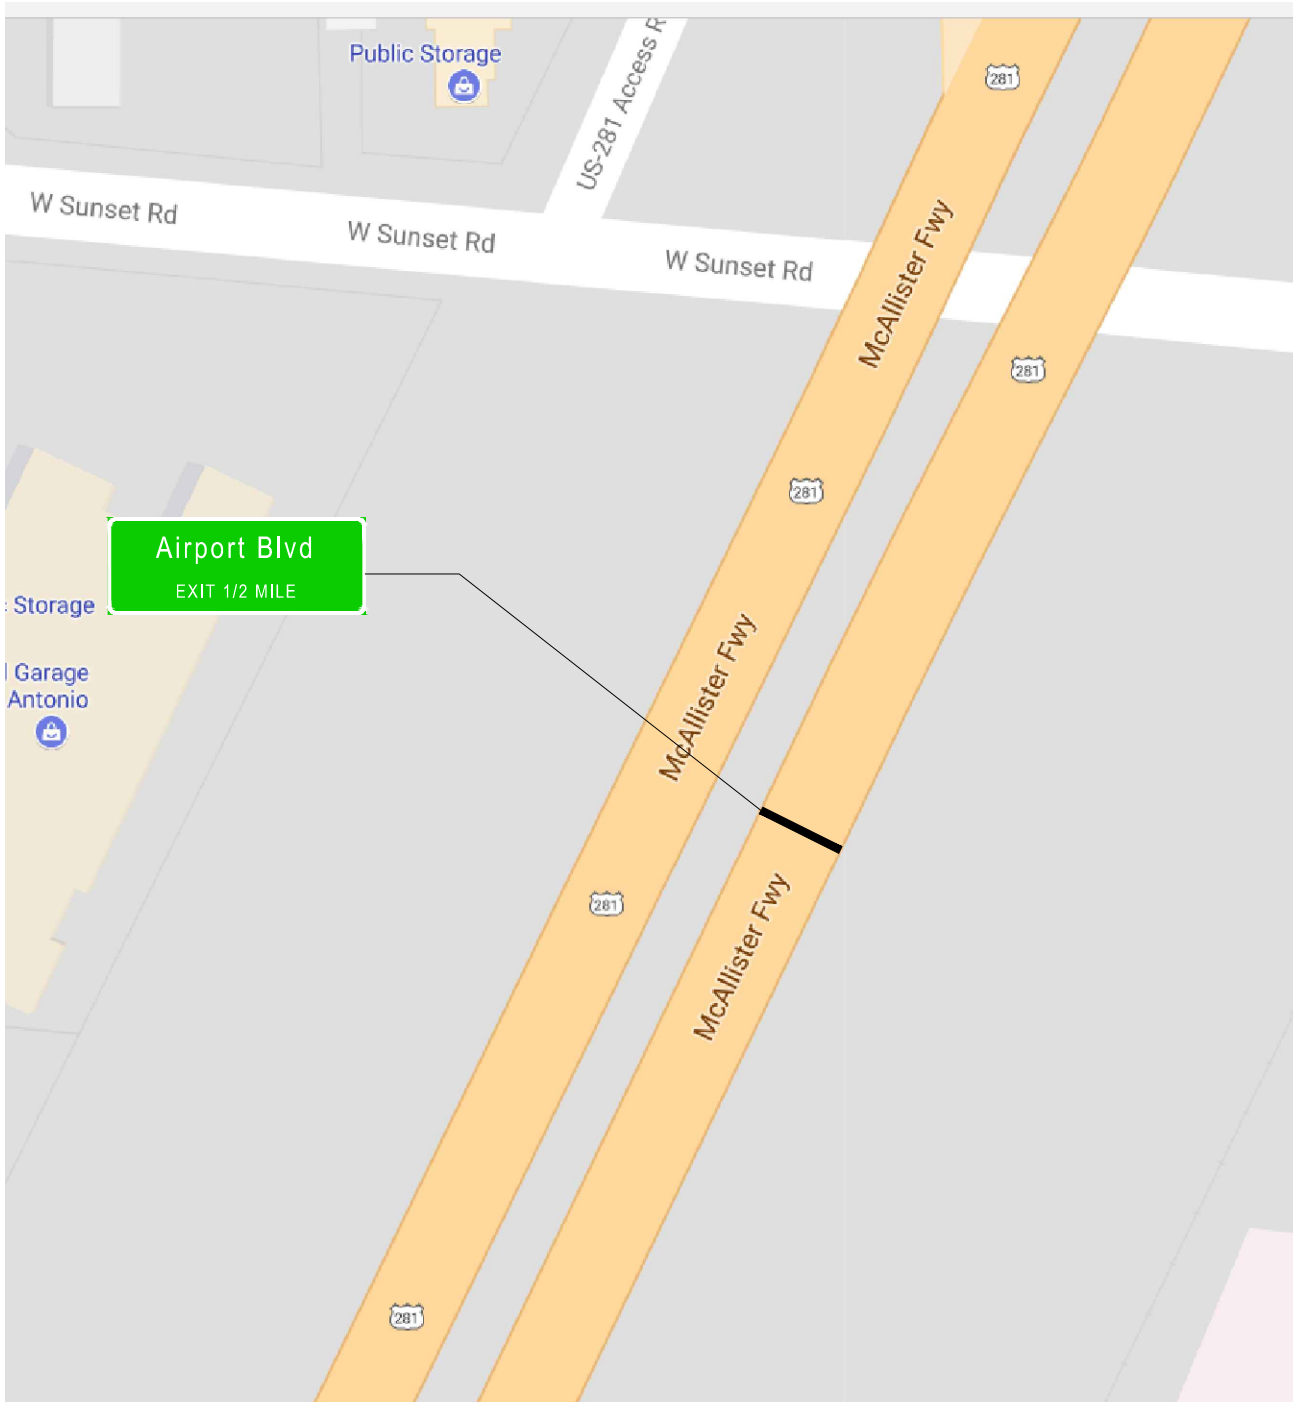 Public Storage
US-281 Access R
281
W Sunset Rd
W Sunset Rd
W Sunset Rd
McAllister Fwy
281
281
Airport Blvd
EXIT 1/2 MILE
Storage
Garage
Antonio
McAllister Fwy
281
McAllister Fwy
281